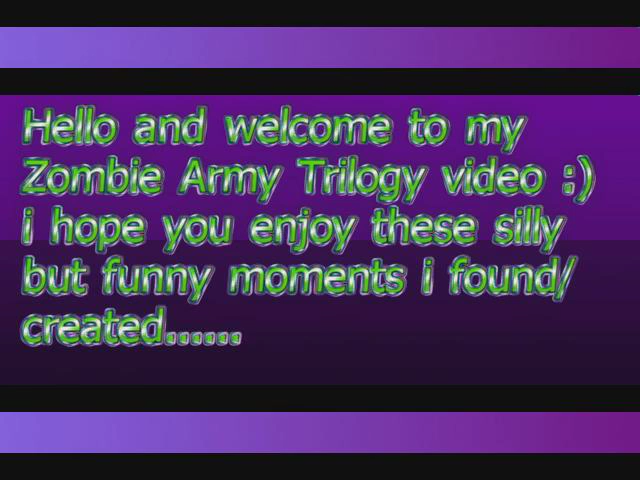 Hello and welcome to my
Zombie Army Trilogy video :)
i hope you enjoy these silly
but funny moments i found/
created......